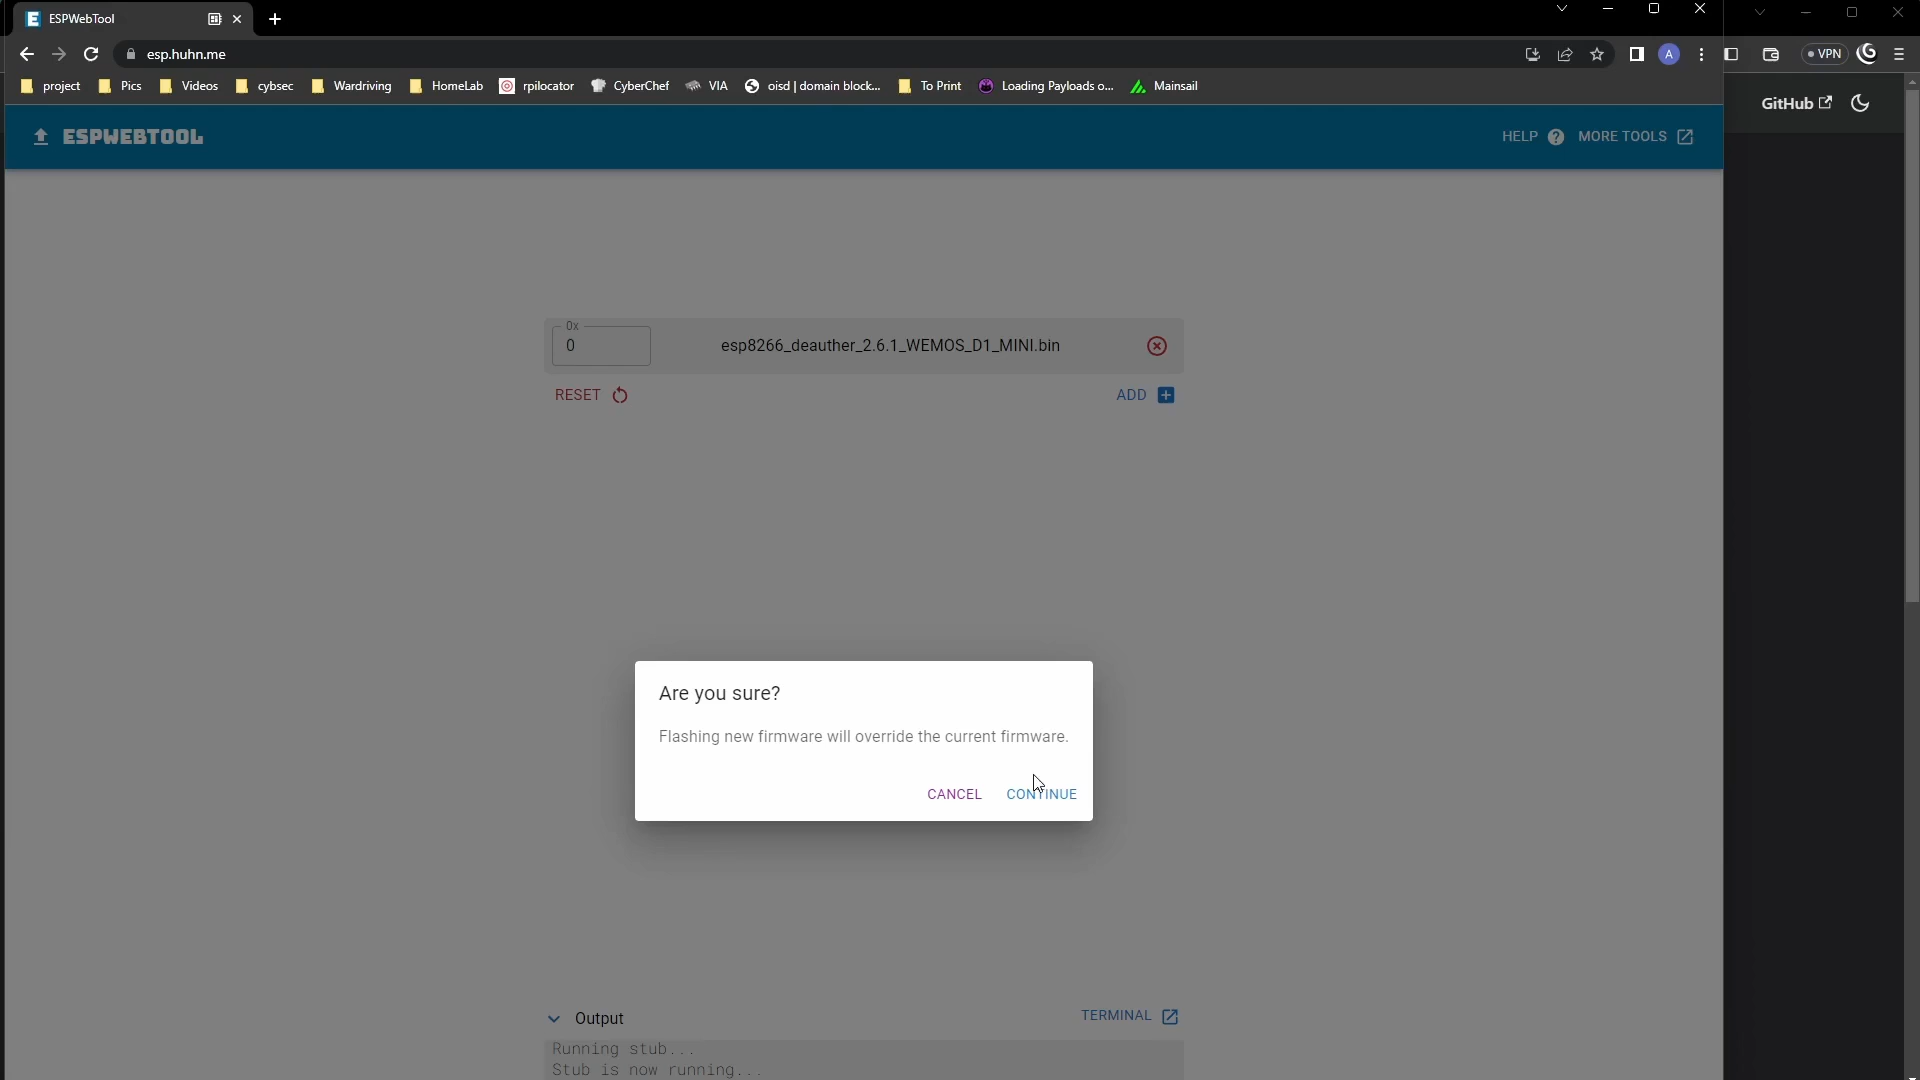 ESPWebTool
esp.huhn.me
A
VPN
project Pics Videos cybsec Wardriving HomeLab rpilocator CyberChef VIA oisd | domain block... To Print Loading Payloads o... Mainsail
GitHub
ESPWEBTOOL
HELP ? MORE TOOLS
0x
0
esp8266_deauther_2.6.1_WEMOS_D1_MINI.bin
RESET
ADD
Are you sure?
Flashing new firmware will override the current firmware.
CANCEL CONTINUE
Output
TERMINAL
Running stub...
Stub is now running...